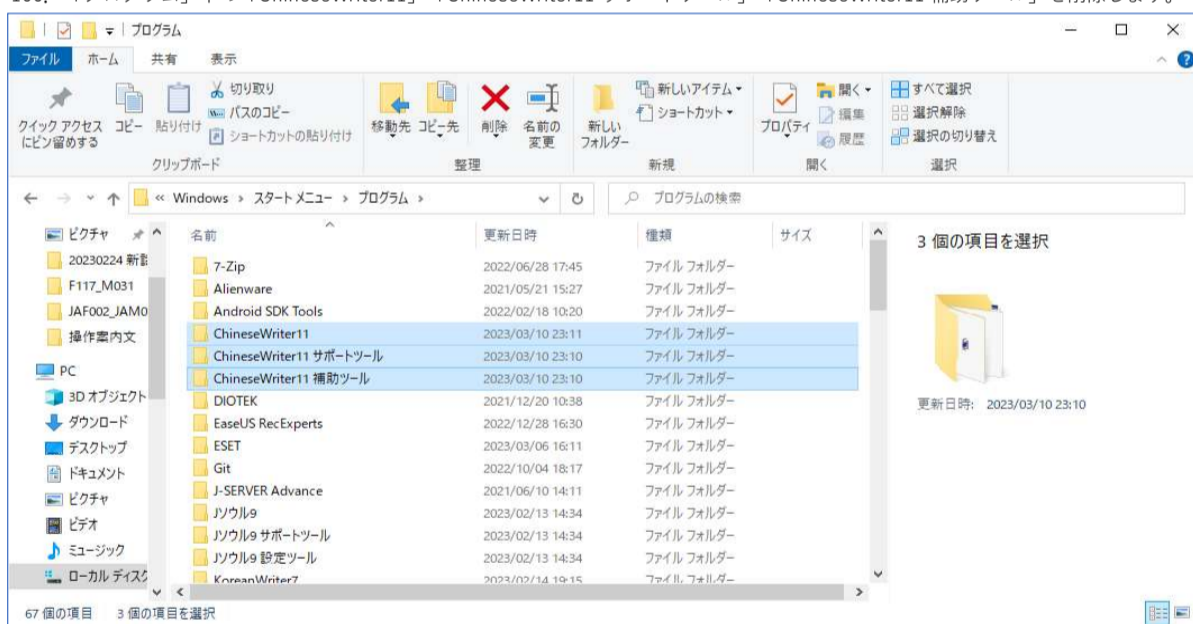 プログラム
ファイル ホーム 共有 表示
クイック アクセスにピン留めする
コピー
貼り付け
切り取り
パスのコピー
ショートカットの貼り付け
クリップボード
移動先
コピー先
削除
名前の変更
整理
新しいフォルダー
新しいアイテム
ショートカット
新規
プロパティ
開く
編集
履歴
開く
すべて選択
選択解除
選択の切り替え
選択
« Windows › スタート メニュー › プログラム ›
プログラムの検索
ピクチャ
20230224
F117_M031
JAF002_JAM0
操作案内文
PC
3D オブジェクト
ダウンロード
デスクトップ
ドキュメント
ピクチャ
ビデオ
ミュージック
ローカル ディスク
名前 更新日時 種類 サイズ
7-Zip 2022/06/28 17:45 ファイル フォルダー
Alienware 2021/05/21 15:27 ファイル フォルダー
Android SDK Tools 2022/02/18 10:20 ファイル フォルダー
ChineseWriter11 2023/03/10 23:11 ファイル フォルダー
ChineseWriter11 サポートツール 2023/03/10 23:10 ファイル フォルダー
ChineseWriter11 補助ツール 2023/03/10 23:10 ファイル フォルダー
DIOTEK 2021/12/20 10:38 ファイル フォルダー
EaseUS RecExperts 2022/12/28 16:30 ファイル フォルダー
ESET 2023/03/06 16:11 ファイル フォルダー
Git 2022/10/04 18:17 ファイル フォルダー
J-SERVER Advance 2021/06/10 14:11 ファイル フォルダー
Jソウル9 2023/02/13 14:34 ファイル フォルダー
Jソウル9 サポートツール 2023/02/13 14:34 ファイル フォルダー
Jソウル9 設定ツール 2023/02/13 14:34 ファイル フォルダー
KoreanWriter7 2023/02/14 19:15 ファイル フォルダー
3 個の項目を選択
更新日時: 2023/03/10 23:10
67 個の項目 3 個の項目を選択